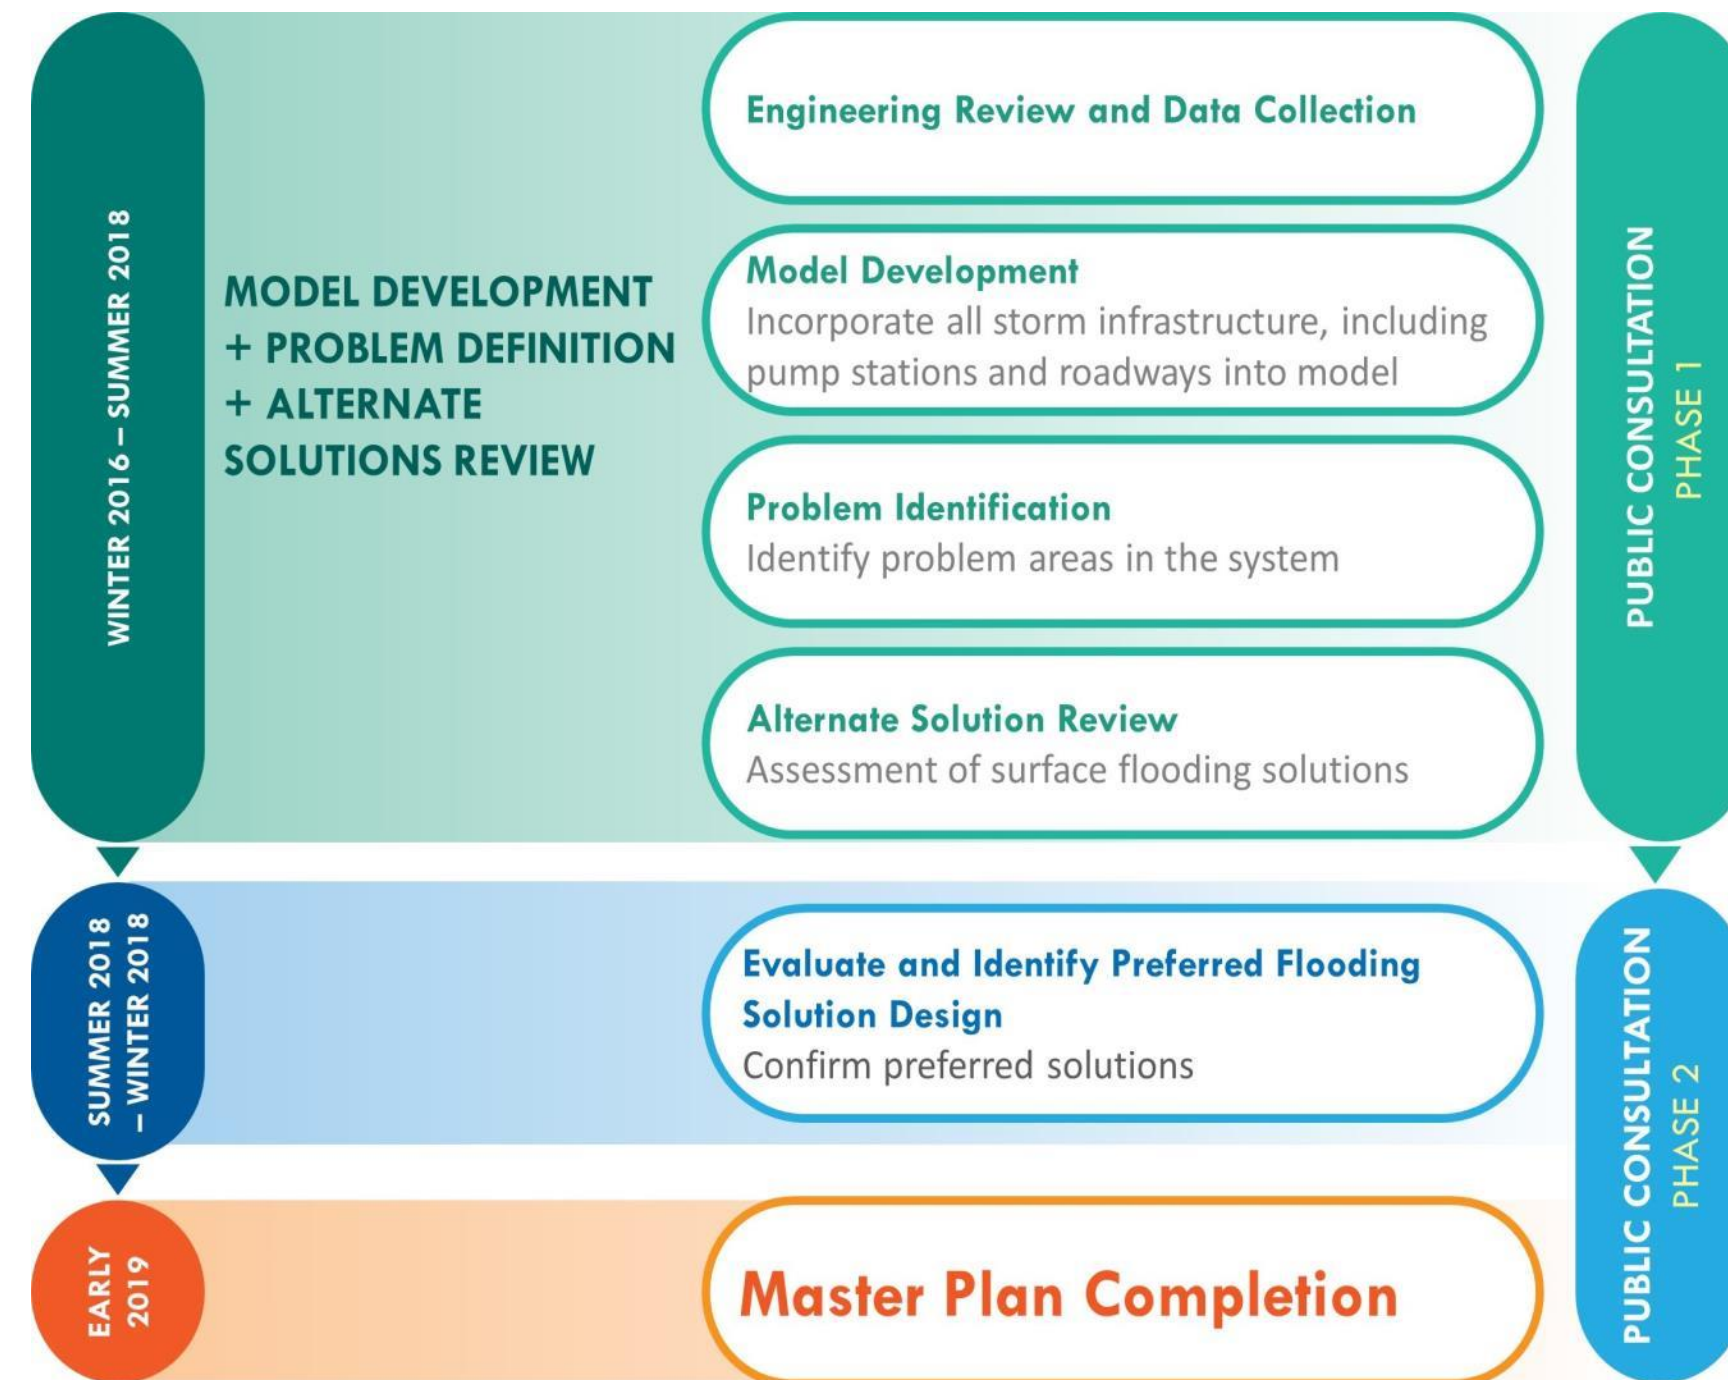 WINTER 2016 – SUMMER 2018
MODEL DEVELOPMENT
+ PROBLEM DEFINITION
+ ALTERNATE
SOLUTIONS REVIEW
Engineering Review and Data Collection
Model Development
Incorporate all storm infrastructure, including
pump stations and roadways into model
Problem Identification
Identify problem areas in the system
Alternate Solution Review
Assessment of surface flooding solutions
PUBLIC CONSULTATION
PHASE 1
SUMMER 2018
– WINTER 2018
Evaluate and Identify Preferred Flooding
Solution Design
Confirm preferred solutions
EARLY
2019
Master Plan Completion
PUBLIC CONSULTATION
PHASE 2